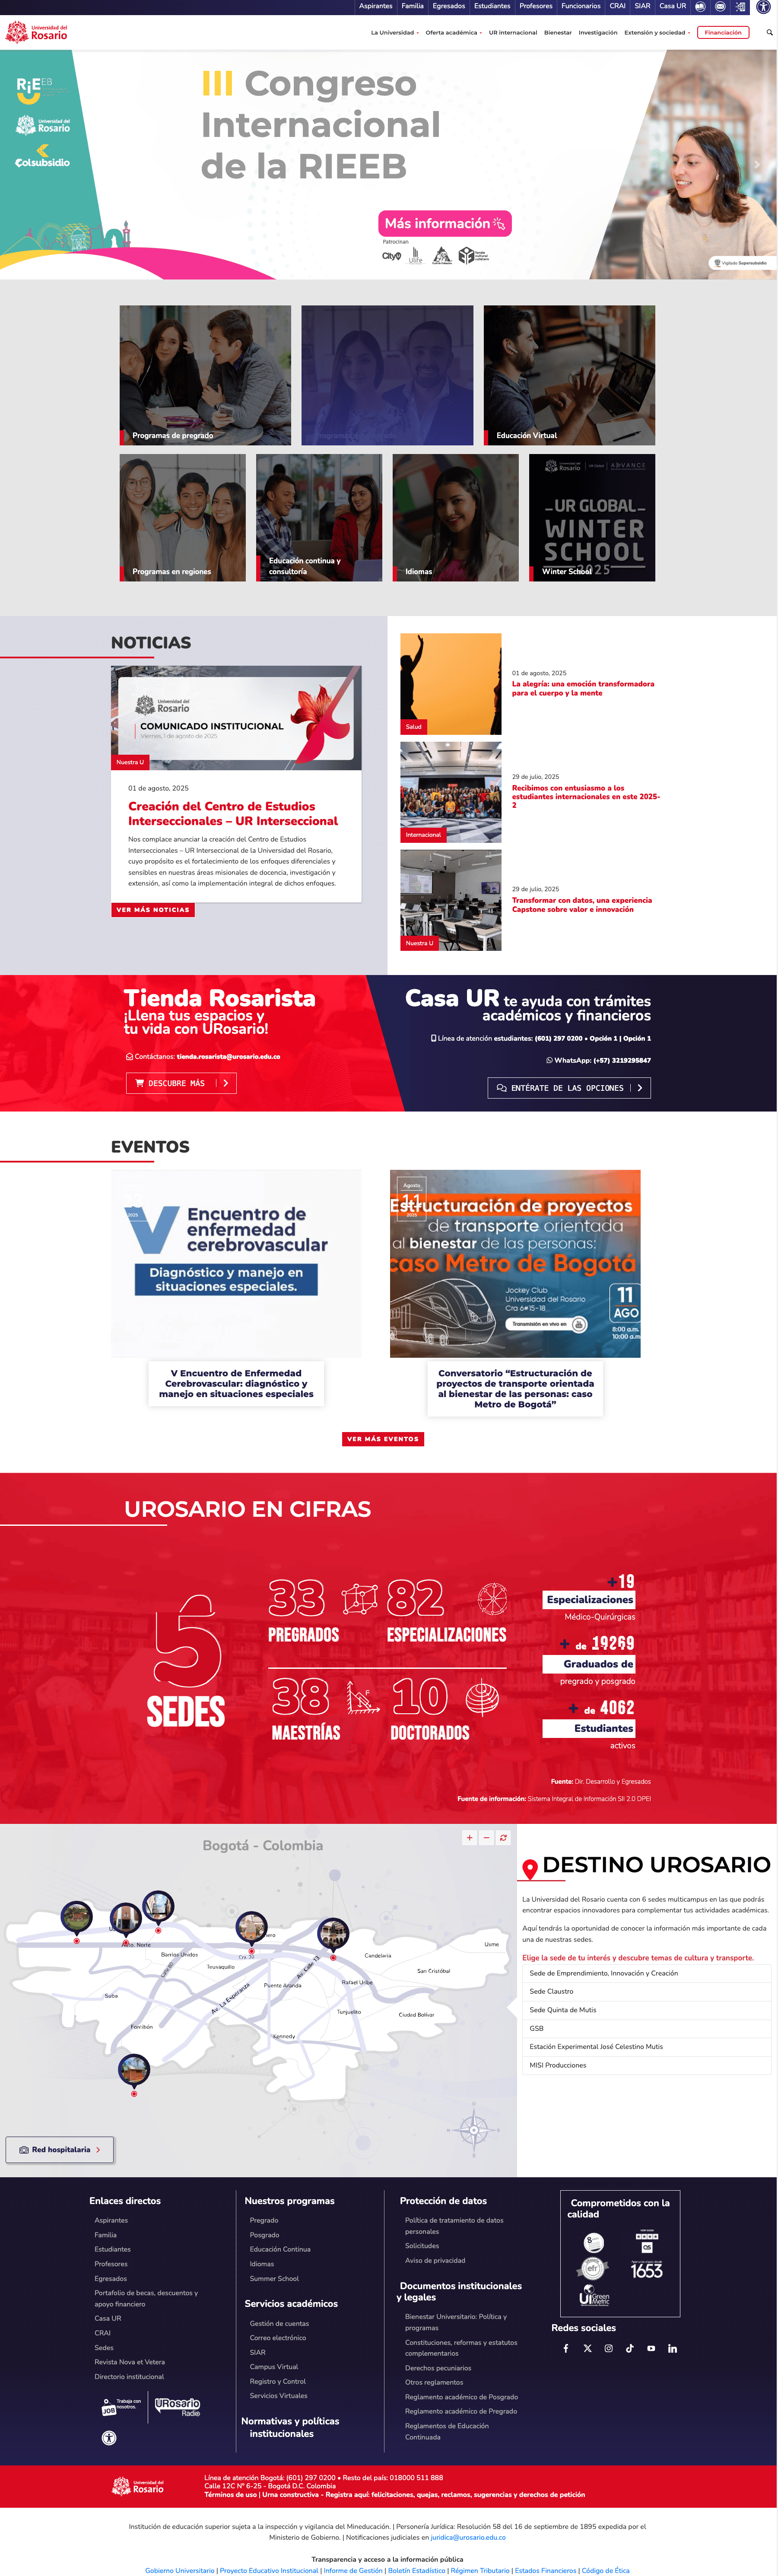 Aspirantes Familia Egresados Estudiantes Profesores Funcionarios CRAI SIAR Casa UR
Universidad del
Rosario
La Universidad Oferta académica UR internacional Bienestar Investigación Extensión y sociedad Financiación
RiEEB
Universidad del
Rosario
Colsubsidio
III Congreso
Internacional
de la RIEEB
Más información
Patrocinan
CityU
Ulife
Vigilado Supersubsidio
Programas de pregrado
Educación Virtual
Programas en regiones
Educación continua y
consultoría
Idiomas
ADVANCE
UR GLOBAL
WINTER
SCHOOL
2025
Winter School
NOTICIAS
Universidad del
Rosario
COMUNICADO INSTITUCIONAL
Viernes, 1 de agosto de 2025
Nuestra U
01 de agosto, 2025
Creación del Centro de Estudios
Interseccionales – UR Interseccional
Nos complace anunciar la creación del Centro de Estudios
Interseccionales – UR Interseccional de la Universidad del Rosario,
cuyo propósito es el fortalecimiento de los enfoques diferenciales y
sensibles en nuestras áreas misionales de docencia, investigación y
extensión, así como la implementación integral de dichos enfoques.
VER MÁS NOTICIAS
Salud
01 de agosto, 2025
La alegría: una emoción transformadora
para el cuerpo y la mente
Internacional
29 de julio, 2025
Recibimos con entusiasmo a los
estudiantes internacionales en este 2025-
2
Nuestra U
29 de julio, 2025
Transformar con datos, una experiencia
Capstone sobre valor e innovación
Tienda Rosarista
¡Llena tus espacios y
tu vida con URosario!
Contáctanos: tienda.rosarista@urosario.edu.co
DESCUBRE MÁS
Casa UR te ayuda con trámites
académicos y financieros
Línea de atención estudiantes: (601) 297 0200 • Opción 1 | Opción 1
WhatsApp: (+57) 3219295847
ENTÉRATE DE LAS OPCIONES
EVENTOS
2025
V Encuentro de
enfermedad
cerebrovascular
Diagnóstico y manejo en
situaciones especiales.
V Encuentro de Enfermedad
Cerebrovascular: diagnóstico y
manejo en situaciones especiales
Agosto
11
2025
Estructuración de proyectos
de transporte orientada
al bienestar de las personas:
caso Metro de Bogotá
Jockey Club
Universidad del Rosario
Cra 6#15-18
Transmisión en vivo en
11
AGO
8:00 a.m.
10:00 a.m
Conversatorio “Estructuración de
proyectos de transporte orientada
al bienestar de las personas: caso
Metro de Bogotá”
VER MÁS EVENTOS
UROSARIO EN CIFRAS
5
SEDES
33
PREGRADOS
82
ESPECIALIZACIONES
38
MAESTRÍAS
10
DOCTORADOS
+19
Especializaciones
Médico-Quirúrgicas
+ de 19269
Graduados de
pregrado y posgrado
+ de 4062
Estudiantes
activos
Fuente: Dir. Desarrollo y Egresados
Fuente de información: Sistema Integral de Información SII 2.0 DPEI
Bogotá - Colombia
Barrios Unidos
Teusaquillo
Cra. 30
Calle 80
Av. La Esperanza
Av. Calle 13
Puente Aranda
Candelaria
Rafael Uribe
San Cristóbal
Usme
Suba
Fontibón
Kennedy
Tunjuelito
Ciudad Bolívar
Red hospitalaria
DESTINO UROSARIO
La Universidad del Rosario cuenta con 6 sedes multicampus en las que podrás
encontrar espacios innovadores para complementar tus actividades académicas.
Aquí tendrás la oportunidad de conocer la información más importante de cada
una de nuestras sedes.
Elige la sede de tu interés y descubre temas de cultura y transporte.
Sede de Emprendimiento, Innovación y Creación
Sede Claustro
Sede Quinta de Mutis
GSB
Estación Experimental José Celestino Mutis
MISI Producciones
Enlaces directos
Aspirantes
Familia
Estudiantes
Profesores
Egresados
Portafolio de becas, descuentos y
apoyo financiero
Casa UR
CRAI
Sedes
Revista Nova et Vetera
Directorio institucional
JOB
Trabaja con
nosotros.
URosario
Radio
Nuestros programas
Pregrado
Posgrado
Educación Continua
Idiomas
Summer School
Servicios académicos
Gestión de cuentas
Correo electrónico
SIAR
Campus Virtual
Registro y Control
Servicios Virtuales
Normativas y políticas
institucionales
Protección de datos
Política de tratamiento de datos
personales
Solicitudes
Aviso de privacidad
Documentos institucionales
y legales
Bienestar Universitario: Política y
programas
Constituciones, reformas y estatutos
complementarios
Derechos pecuniarios
Otros reglamentos
Reglamento académico de Posgrado
Reglamento académico de Pregrado
Reglamentos de Educación
Continuada
Comprometidos con la
calidad
QS
efr
1653
UI Green
Metric
Redes sociales
Universidad del
Rosario
Línea de atención Bogotá: (601) 297 0200 • Resto del país: 018000 511 888
Calle 12C Nº 6-25 - Bogotá D.C. Colombia
Términos de uso | Urna constructiva - Registra aquí: felicitaciones, quejas, reclamos, sugerencias y derechos de petición
Institución de educación superior sujeta a la inspección y vigilancia del Mineducación. | Personería Jurídica: Resolución 58 del 16 de septiembre de 1895 expedida por el
Ministerio de Gobierno. | Notificaciones judiciales en juridica@urosario.edu.co
Transparencia y acceso a la información pública
Gobierno Universitario | Proyecto Educativo Institucional | Informe de Gestión | Boletín Estadístico | Régimen Tributario | Estados Financieros | Código de Ética